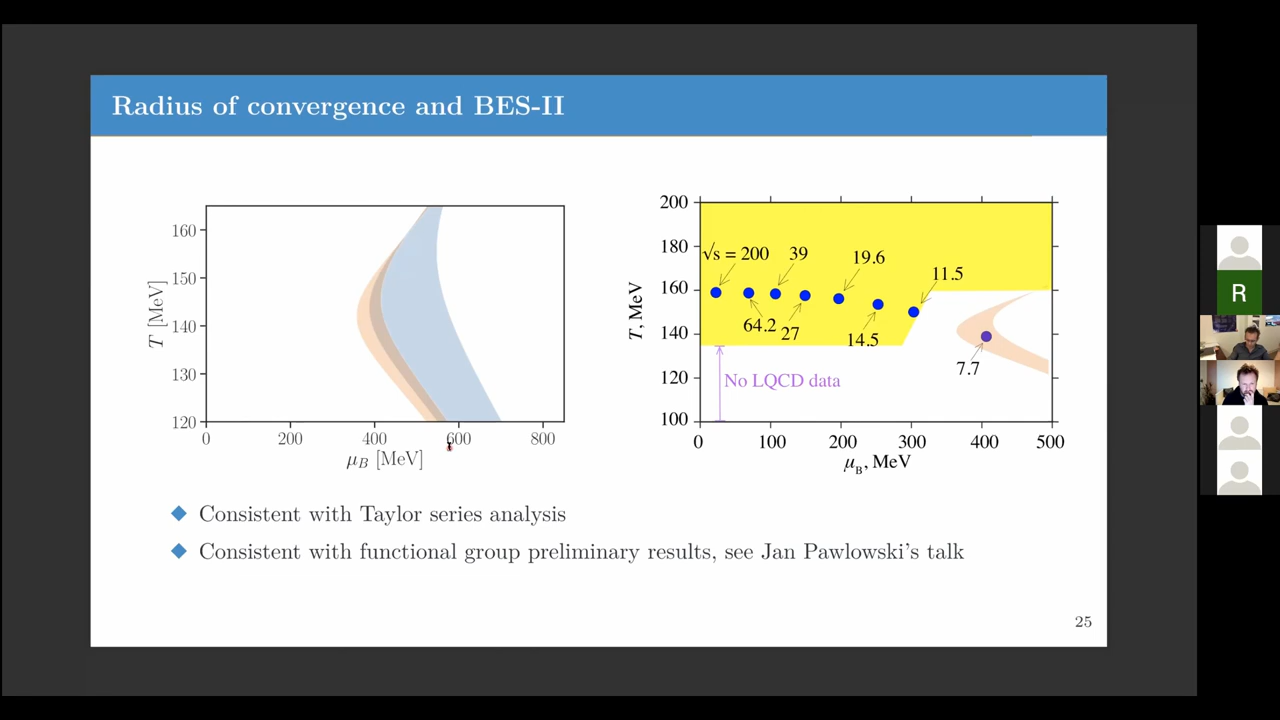 Radius of convergence and BES-II
160
150
140
130
120
T [MeV]
0 200 400 600 800
μB [MeV]
200
180
160
140
120
100
T, MeV
√s = 200
39
19.6
11.5
64.2
27
14.5
7.7
No LQCD data
0 100 200 300 400 500
μB, MeV
Consistent with Taylor series analysis
Consistent with functional group preliminary results, see Jan Pawlowski's talk
25
R